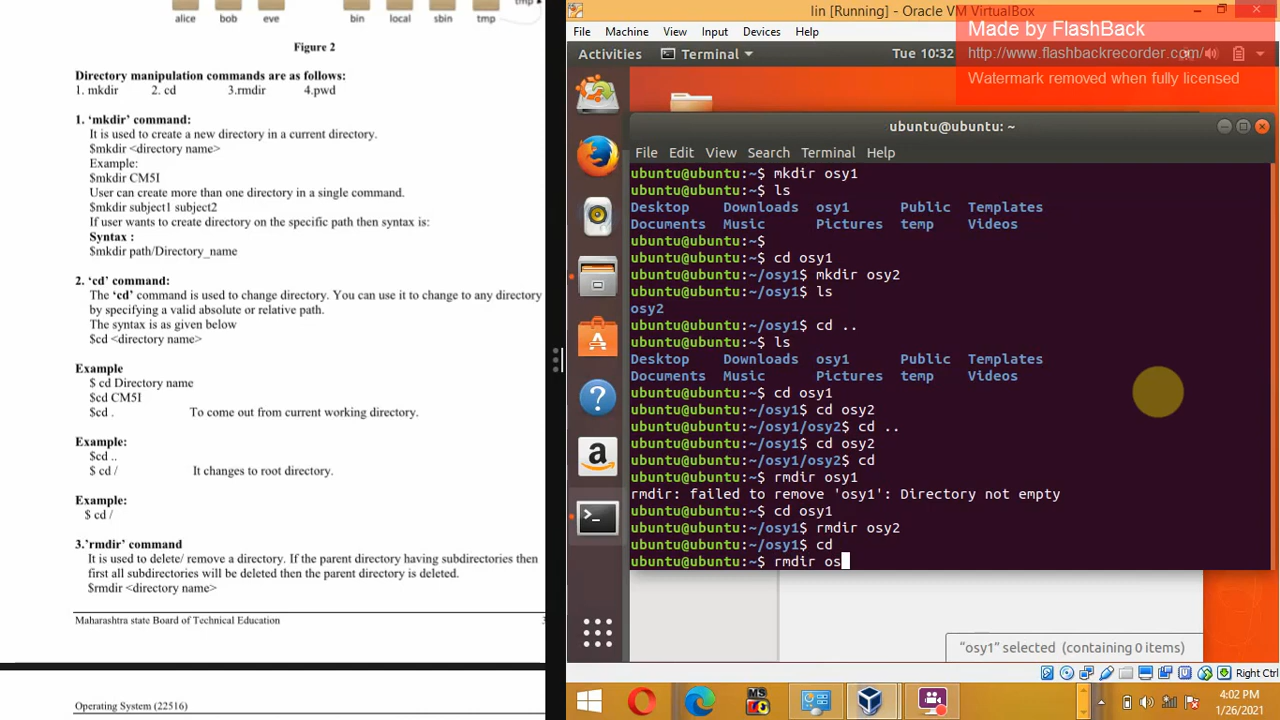 alice bob eve bin local sbin tmp
tmp
Figure 2
Directory manipulation commands are as follows:
1. mkdir 2. cd 3.rmdir 4.pwd
1. ‘mkdir’ command:
It is used to create a new directory in a current directory.
$mkdir <directory name>
Example:
$mkdir CM5I
User can create more than one directory in a single command.
$mkdir subject1 subject2
If user wants to create directory on the specific path then syntax is:
Syntax :
$mkdir path/Directory_name
2. ‘cd’ command:
The ‘cd’ command is used to change directory. You can use it to change to any directory
by specifying a valid absolute or relative path.
The syntax is as given below
$cd <directory name>
Example
$ cd Directory name
$cd CM5I
$cd . To come out from current working directory.
Example:
$cd ..
$ cd / It changes to root directory.
Example:
$ cd /
3.’rmdir’ command
It is used to delete/ remove a directory. If the parent directory having subdirectories then
first all subdirectories will be deleted then the parent directory is deleted.
$rmdir <directory name>
Maharashtra state Board of Technical Education
Operating System (22516)
lin [Running] - Oracle VM VirtualBox
File Machine View Input Devices Help
Made by FlashBack
http://www.flashbackrecorder.com/
Watermark removed when fully licensed
Activities Terminal Tue 10:32
ubuntu@ubuntu: ~
File Edit View Search Terminal Help
ubuntu@ubuntu:~$ mkdir osy1
ubuntu@ubuntu:~$ ls
Desktop Downloads osy1 Public Templates
Documents Music Pictures temp Videos
ubuntu@ubuntu:~$
ubuntu@ubuntu:~$ cd osy1
ubuntu@ubuntu:~/osy1$ mkdir osy2
ubuntu@ubuntu:~/osy1$ ls
osy2
ubuntu@ubuntu:~/osy1$ cd ..
ubuntu@ubuntu:~$ ls
Desktop Downloads osy1 Public Templates
Documents Music Pictures temp Videos
ubuntu@ubuntu:~$ cd osy1
ubuntu@ubuntu:~/osy1$ cd osy2
ubuntu@ubuntu:~/osy1/osy2$ cd ..
ubuntu@ubuntu:~/osy1$ cd osy2
ubuntu@ubuntu:~/osy1/osy2$ cd
ubuntu@ubuntu:~$ rmdir osy1
rmdir: failed to remove 'osy1': Directory not empty
ubuntu@ubuntu:~$ cd osy1
ubuntu@ubuntu:~/osy1$ rmdir osy2
ubuntu@ubuntu:~/osy1$ cd
ubuntu@ubuntu:~$ rmdir os
“osy1” selected (containing 0 items)
Right Ctrl
MS
4:02 PM
1/26/2021